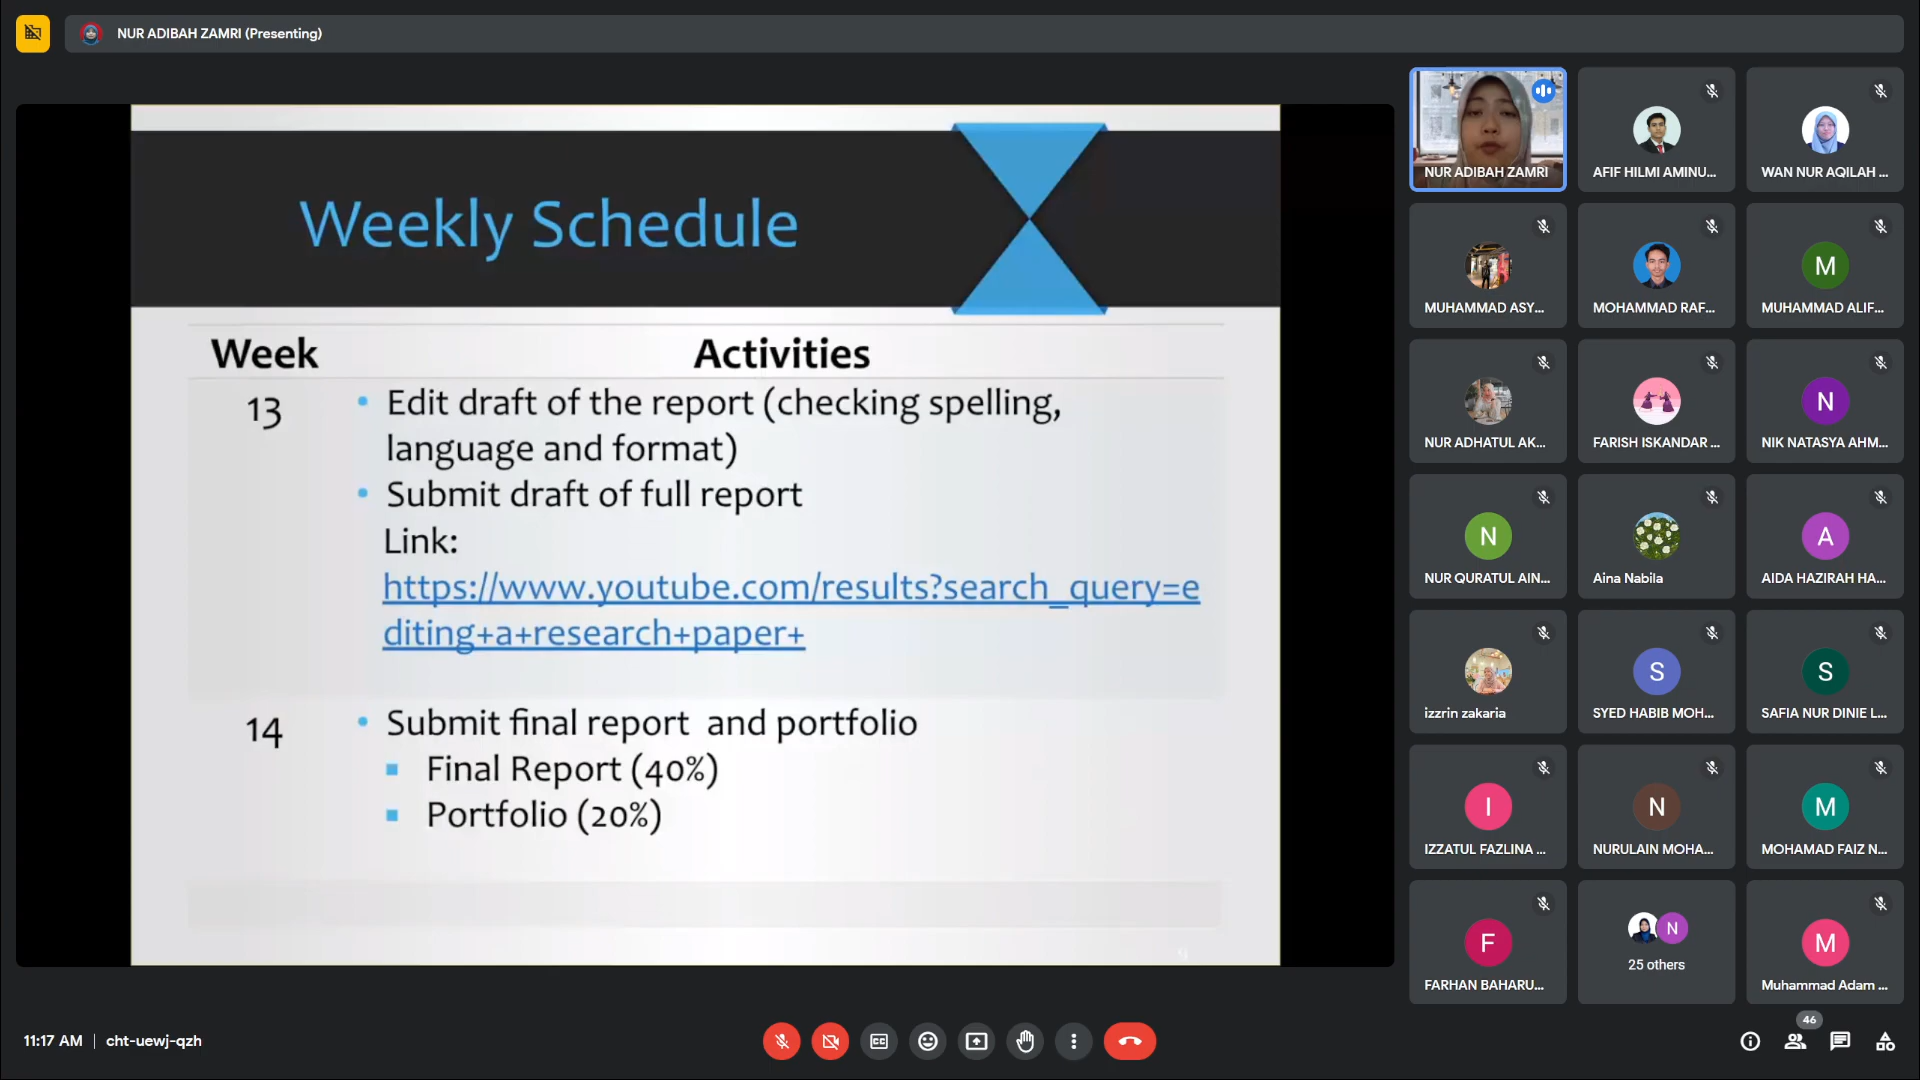 NUR ADIBAH ZAMRI (Presenting)
Weekly Schedule
Week Activities
13
• Edit draft of the report (checking spelling,
language and format)
• Submit draft of full report
Link:
https://www.youtube.com/results?search_query=e
diting+a+research+paper+
14
• Submit final report and portfolio
▪ Final Report (40%)
▪ Portfolio (20%)
NUR ADIBAH ZAMRI
AFIF HILMI AMINU...
WAN NUR AQILAH ...
MUHAMMAD ASY...
MOHAMMAD RAF...
M
MUHAMMAD ALIF...
NUR ADHATUL AK...
FARISH ISKANDAR ...
N
NIK NATASYA AHM...
N
NUR QURATUL AIN...
Aina Nabila
A
AIDA HAZIRAH HA...
izzrin zakaria
S
SYED HABIB MOH...
S
SAFIA NUR DINIE L...
I
IZZATUL FAZLINA ...
N
NURULAIN MOHA...
M
MOHAMAD FAIZ N...
F
FARHAN BAHARU...
N
25 others
M
Muhammad Adam ...
11:17 AM | cht-uewj-qzh
CC
46